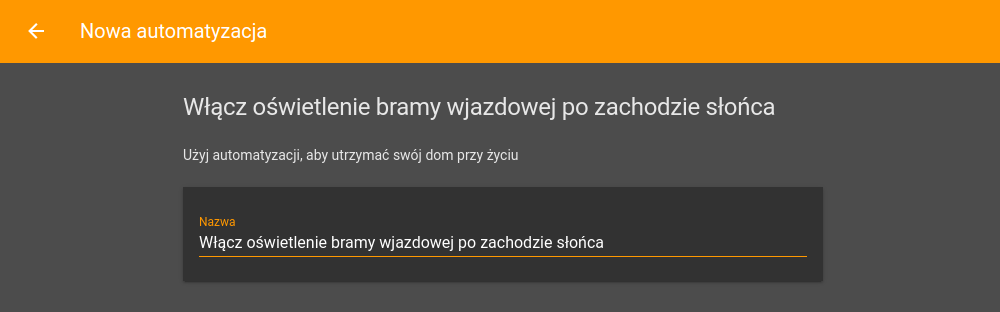 Nowa automatyzacja
Włącz oświetlenie bramy wjazdowej po zachodzie słońca
Użyj automatyzacji, aby utrzymać swój dom przy życiu
Nazwa
Włącz oświetlenie bramy wjazdowej po zachodzie słońca